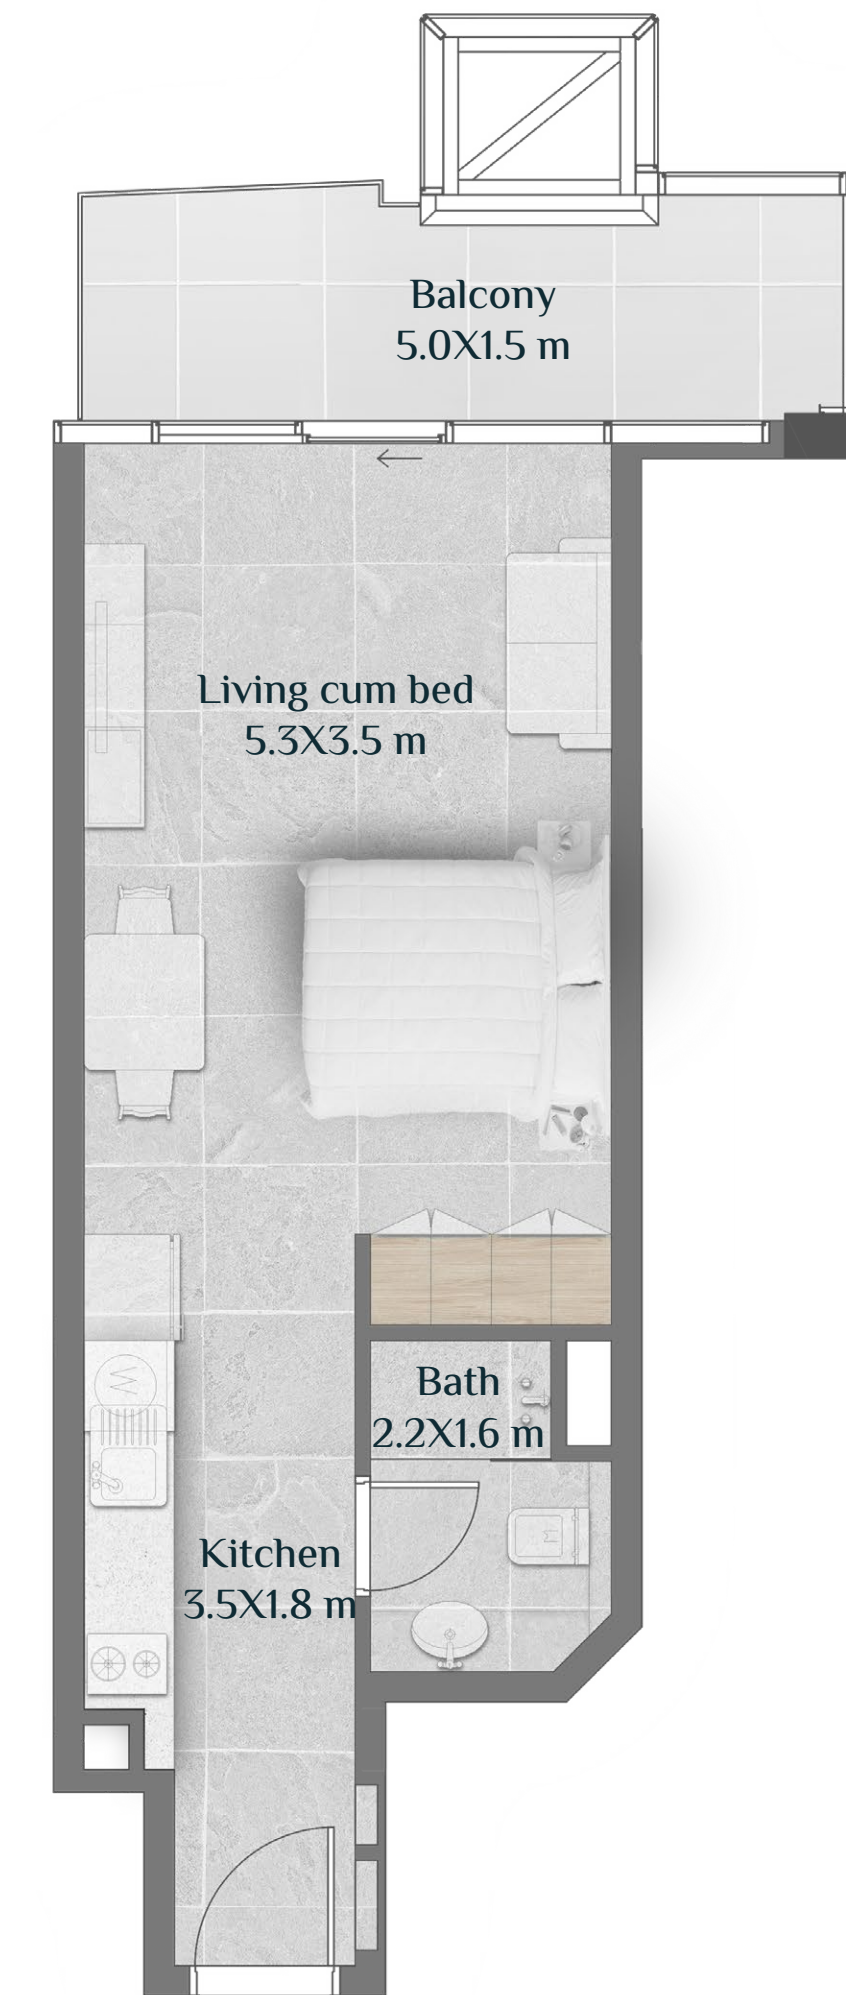 Balcony
5.0X1.5 m
Living cum bed
5.3X3.5 m
Bath
2.2X1.6 m
Kitchen
3.5X1.8 m